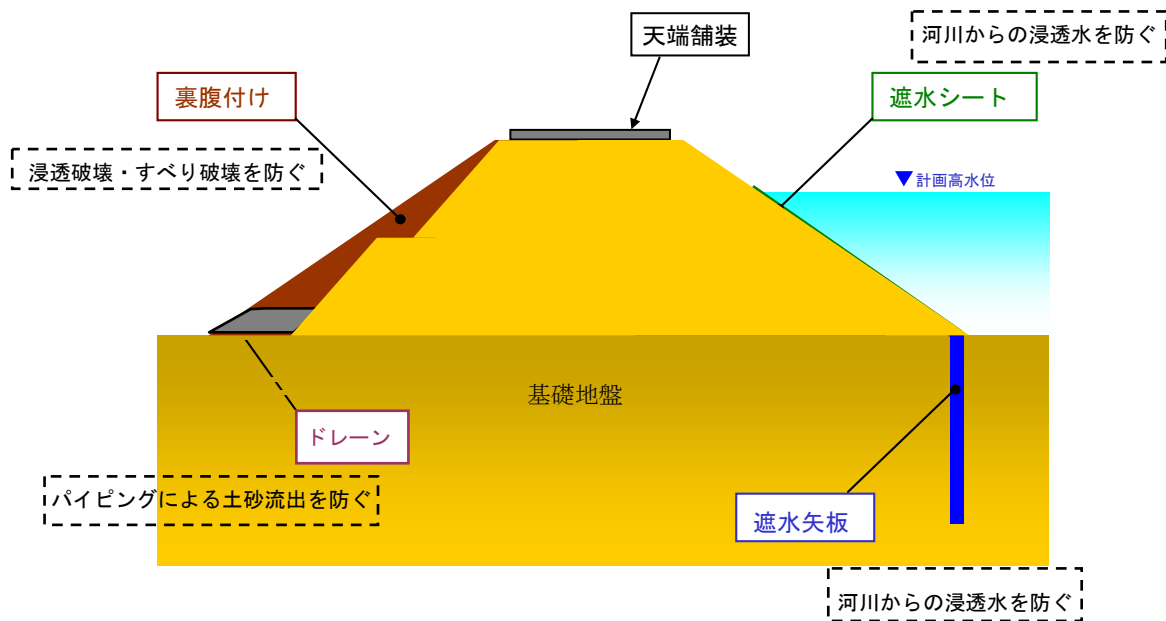 天端舗装
河川からの浸透水を防ぐ
裏腹付け
遮水シート
浸透破壊・すべり破壊を防ぐ
▼計画高水位
基礎地盤
ドレーン
パイピングによる土砂流出を防ぐ
遮水矢板
河川からの浸透水を防ぐ